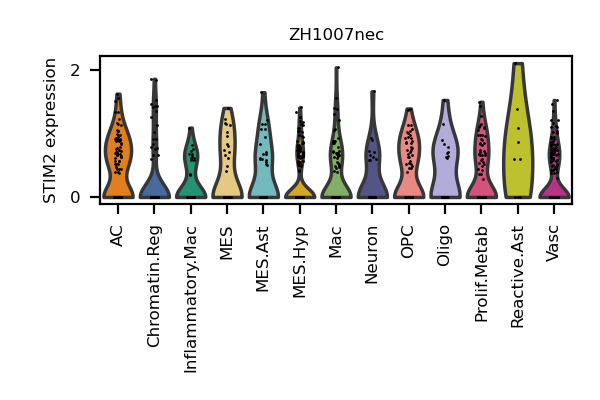 ZH1007nec
STIM2 expression
2
0
AC
Chromatin.Reg
Inflammatory.Mac
MES
MES.Ast
MES.Hyp
Mac
Neuron
OPC
Oligo
Prolif.Metab
Reactive.Ast
Vasc